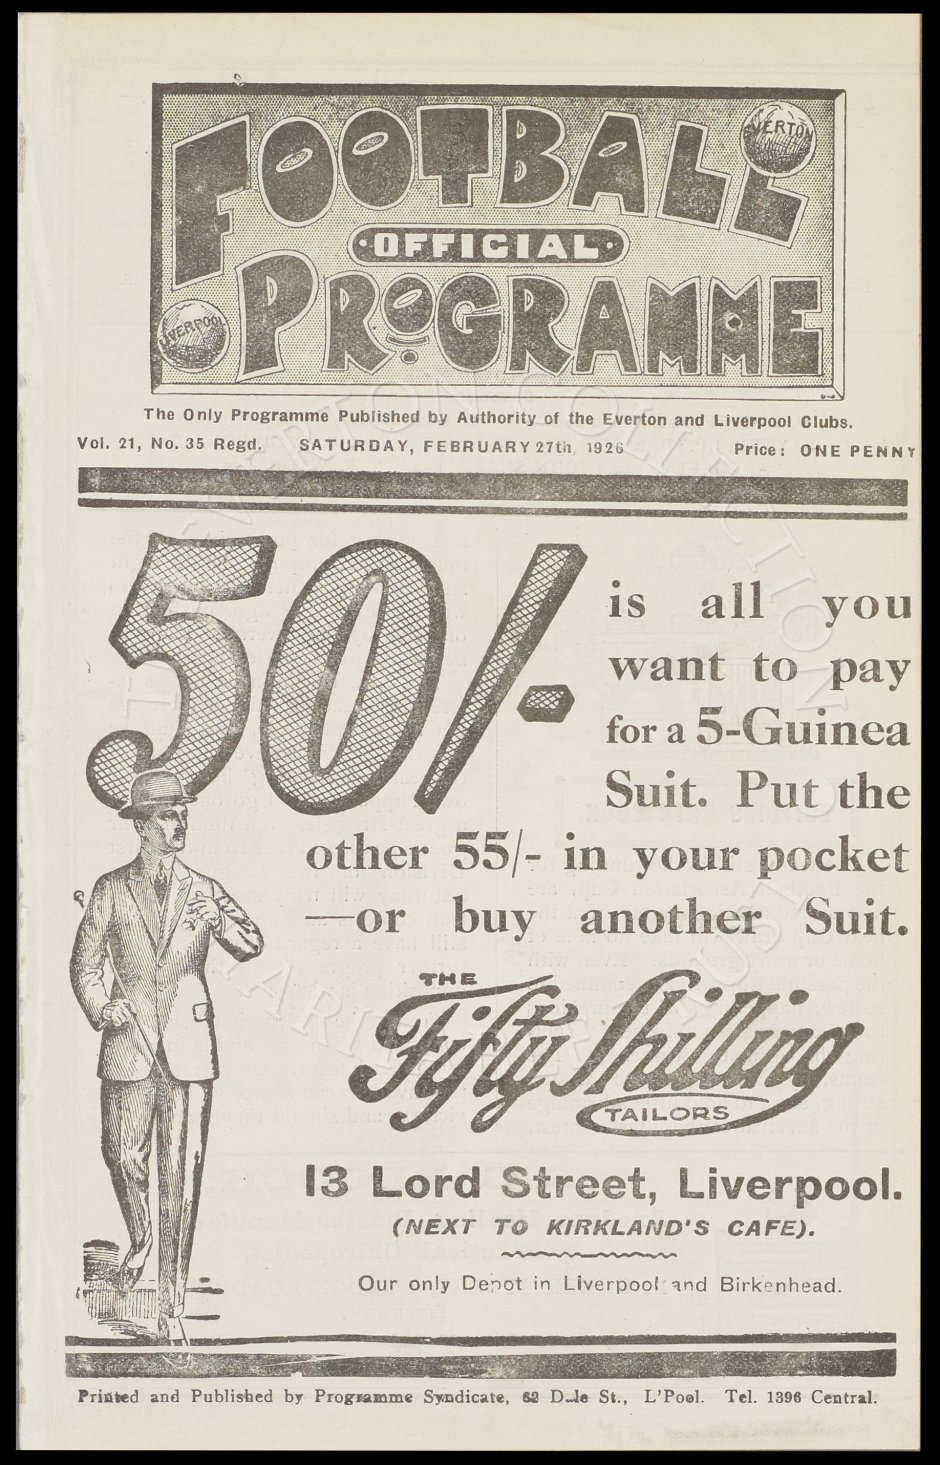 FOOTBALL
EVERTON
OFFICIAL
PROGRAMME
LIVERPOOL
The Only Programme Published by Authority of the Everton and Liverpool Clubs.
Vol. 21, No. 35 Regd. SATURDAY, FEBRUARY 27th, 1926 Price: ONE PENNY
50/-
is all you
want to pay
for a 5-Guinea
Suit. Put the
other 55/- in your pocket
—or buy another Suit.
THE
Fifty Shilling
TAILORS
13 Lord Street, Liverpool.
(NEXT TO KIRKLAND'S CAFE).
Our only Depot in Liverpool and Birkenhead.
Printed and Published by Programme Syndicate, 62 Dale St., L'Pool. Tel. 1396 Central.
EVERTON COLLECTION